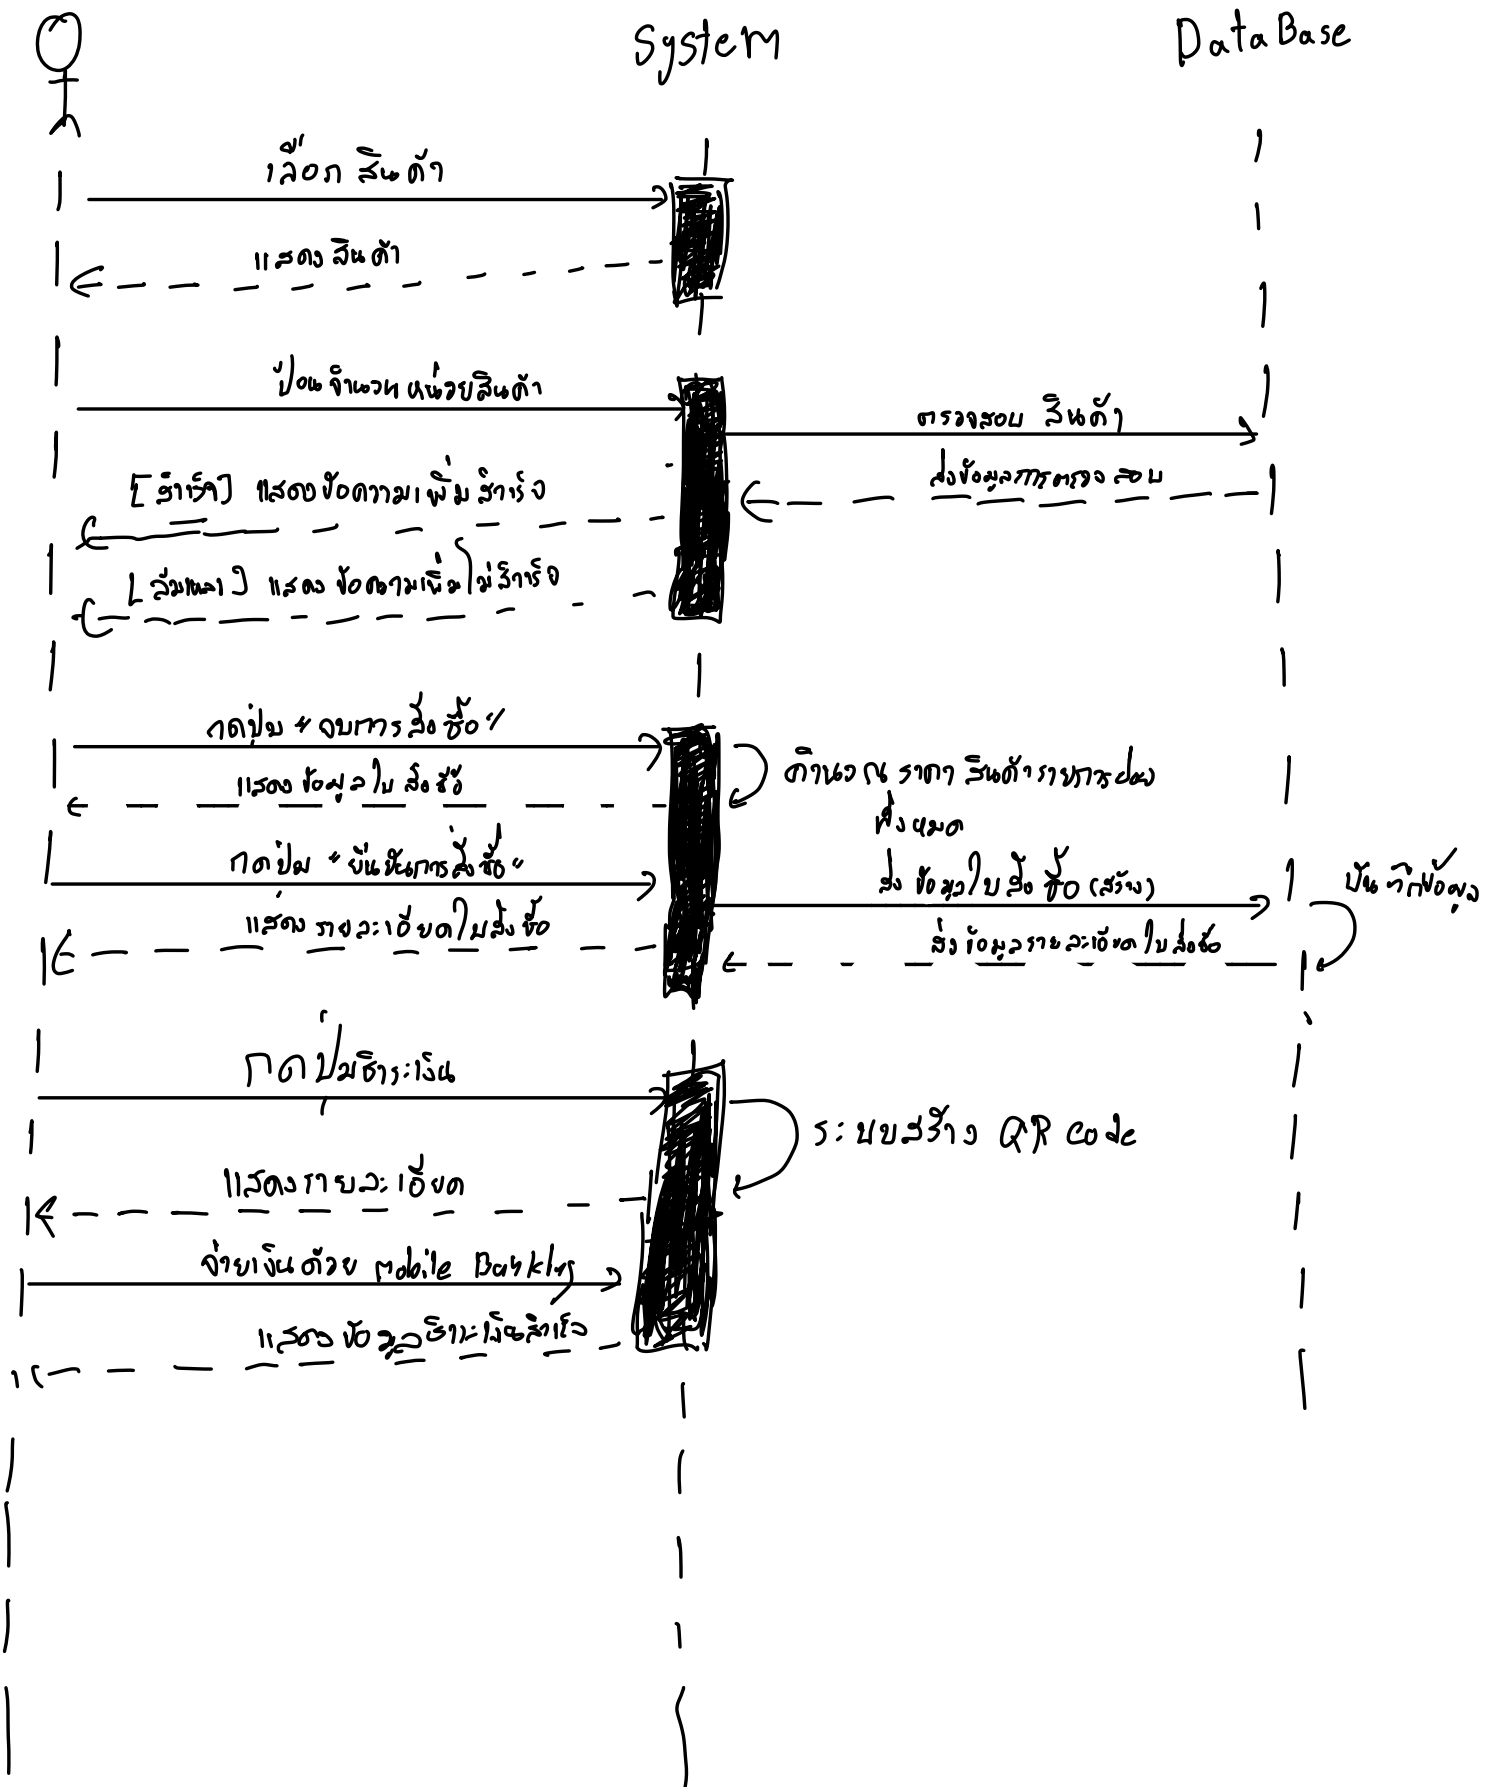 System
DataBase
เลือกสินค้า
แสดงสินค้า
ป้อนจำนวนหน่วยสินค้า
ตรวจสอบ สินค้า
ส่งข้อมูลการตรวจสอบ
[สำเร็จ] แสดงข้อความเพิ่มสำเร็จ
[ล้มเหลว] แสดงข้อความเพิ่มไม่สำเร็จ
กดปุ่ม "จบการสั่งซื้อ"
คำนวณ ราคา สินค้ารายการย่อย
ทั้งหมด
แสดงข้อมูลใบสั่งซื้อ
กดปุ่ม "ยืนยันการสั่งซื้อ"
ส่งข้อมูลใบสั่งซื้อ (สร้าง)
บันทึกข้อมูล
แสดงรายละเอียดใบสั่งซื้อ
ส่งข้อมูลรายละเอียดใบสั่งซื้อ
กดปุ่มชำระเงิน
ระบบสร้าง QR code
แสดงรายละเอียด
จ่ายเงินด้วย mobile Banking
แสดงข้อมูลชำระเงินสำเร็จ